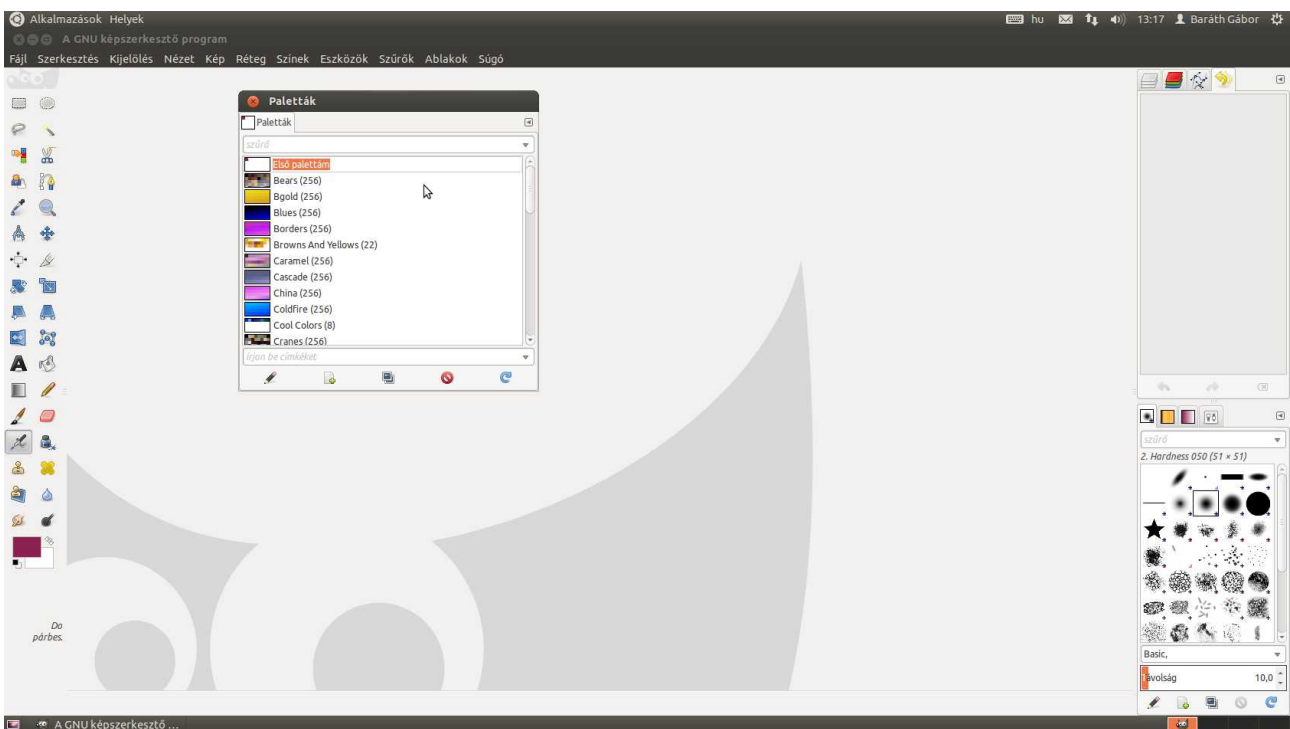 Alkalmazások Helyek hu 13:17 Baráth Gábor
A GNU képszerkesztő program
Fájl Szerkesztés Kijelölés Nézet Kép Réteg Színek Eszközök Szűrők Ablakok Súgó
Paletták
Paletták
szűrő
Első palettám
Bears (256)
Bgold (256)
Blues (256)
Borders (256)
Browns And Yellows (22)
Caramel (256)
Cascade (256)
China (256)
Coldfire (256)
Cool Colors (8)
Cranes (256)
írjon be címkéket
szűrő
2. Hardness 050 (51 × 51)
Do
párbes
Basic,
Távolság 10,0
A GNU képszerkesztő ...